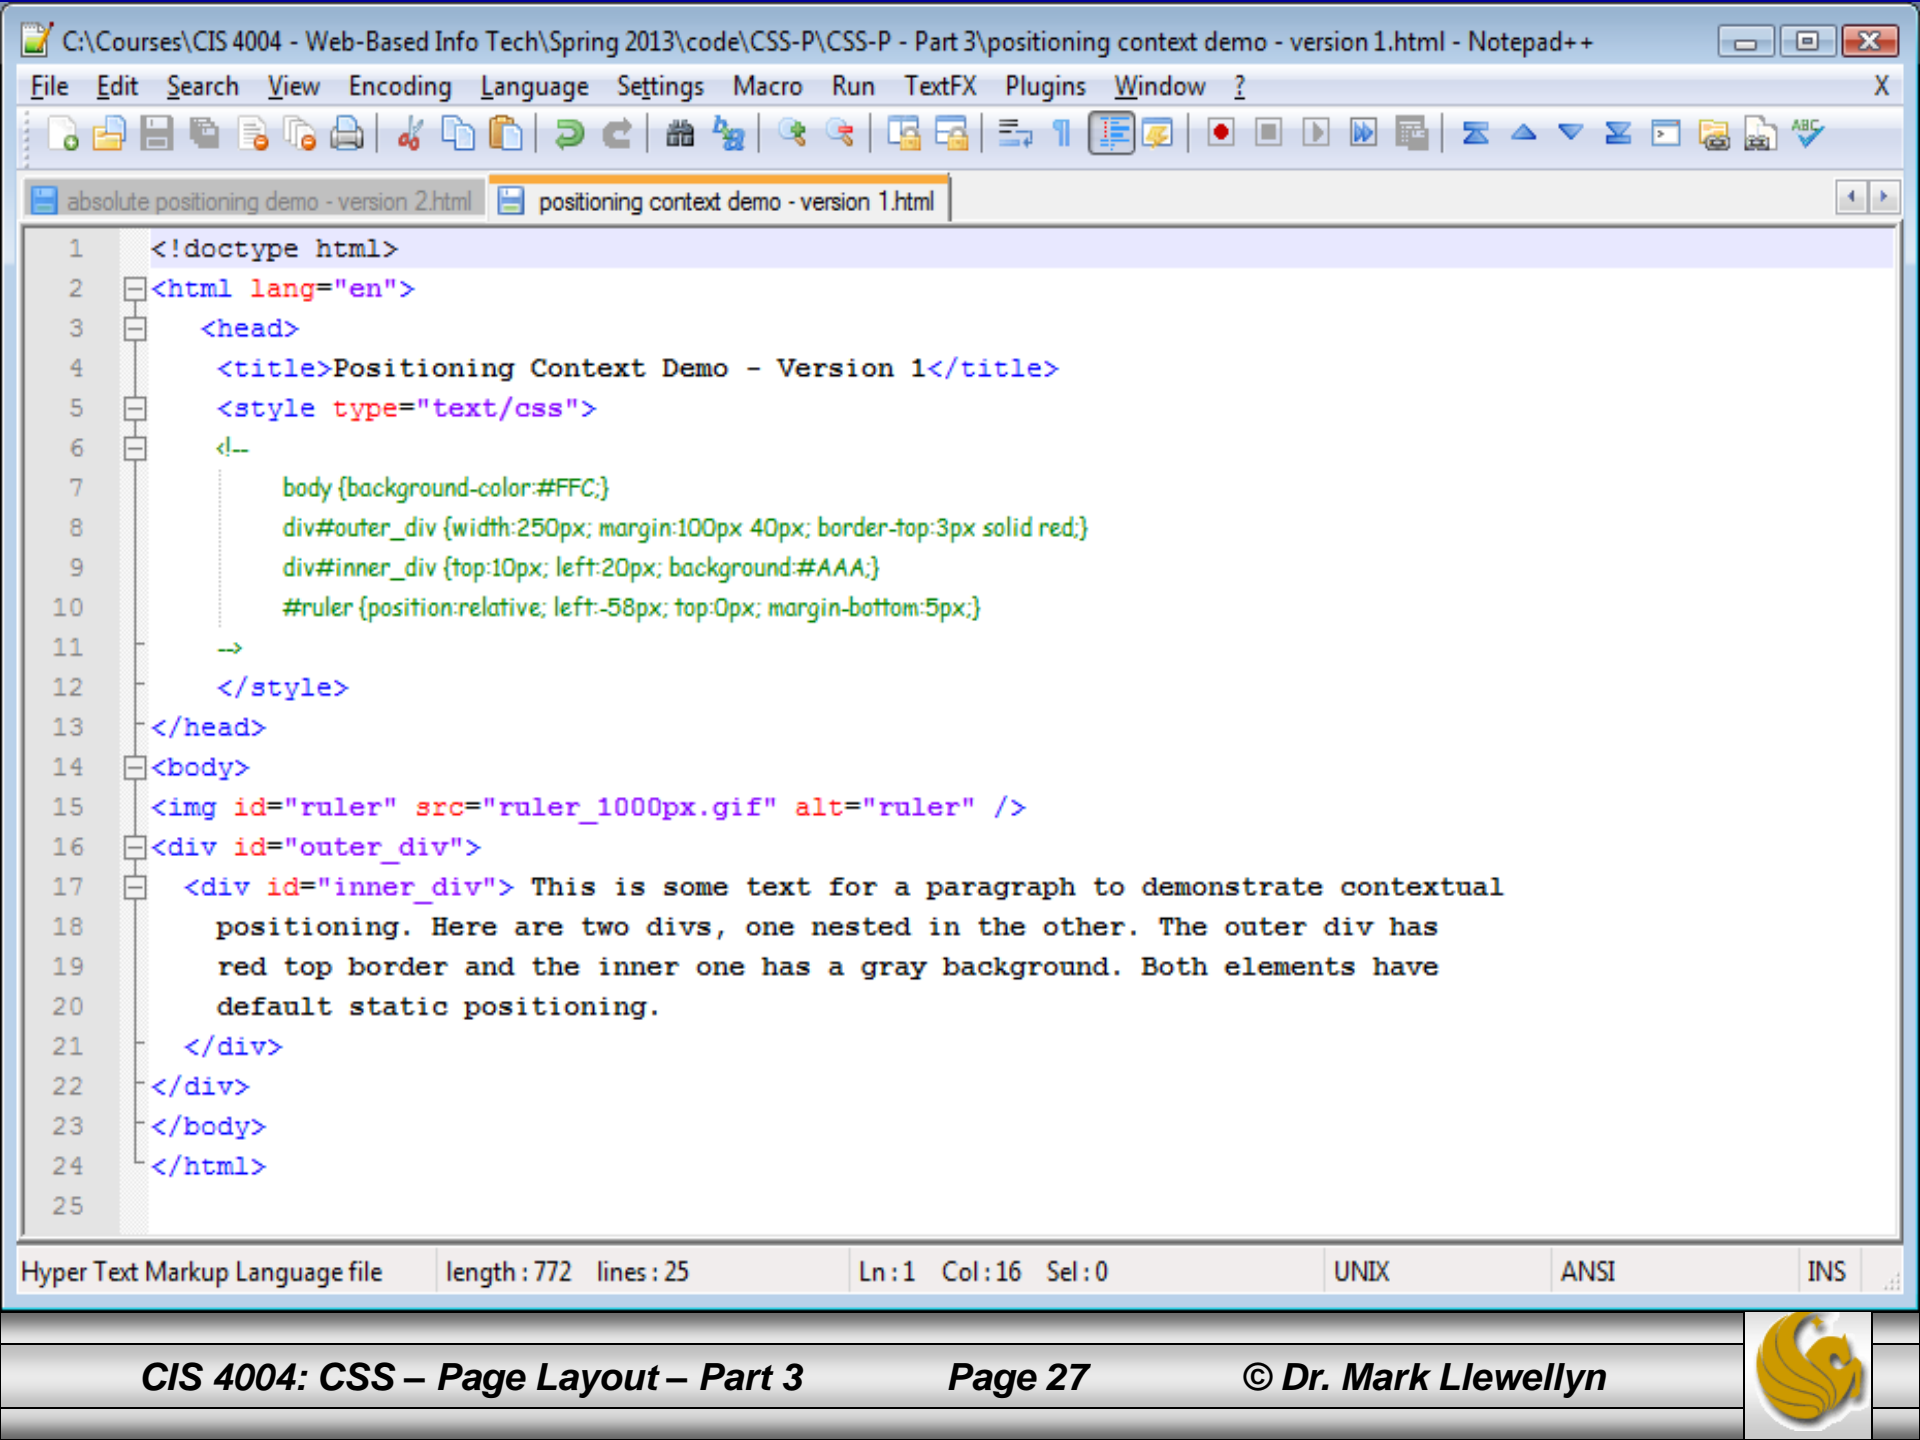 C:\Courses\CIS 4004 - Web-Based Info Tech\Spring 2013\code\CSS-P\CSS-P - Part 3\positioning context demo - version 1.html - Notepad++
File Edit Search View Encoding Language Settings Macro Run TextFX Plugins Window ? X
absolute positioning demo - version 2.html positioning context demo - version 1.html
1 <!doctype html>
2 <html lang="en">
3 <head>
4 <title>Positioning Context Demo - Version 1</title>
5 <style type="text/css">
6 <!--
7 body {background-color:#FFC;}
8 div#outer_div {width:250px; margin:100px 40px; border-top:3px solid red;}
9 div#inner_div {top:10px; left:20px; background:#AAA;}
10 #ruler {position:relative; left:-58px; top:0px; margin-bottom:5px;}
11 -->
12 </style>
13 </head>
14 <body>
15 <img id="ruler" src="ruler_1000px.gif" alt="ruler" />
16 <div id="outer_div">
17 <div id="inner_div"> This is some text for a paragraph to demonstrate contextual
18 positioning. Here are two divs, one nested in the other. The outer div has
19 red top border and the inner one has a gray background. Both elements have
20 default static positioning.
21 </div>
22 </div>
23 </body>
24 </html>
25
Hyper Text Markup Language file length : 772 lines : 25 Ln : 1 Col : 16 Sel : 0 UNIX ANSI INS
CIS 4004: CSS – Page Layout – Part 3 Page 27 © Dr. Mark Llewellyn